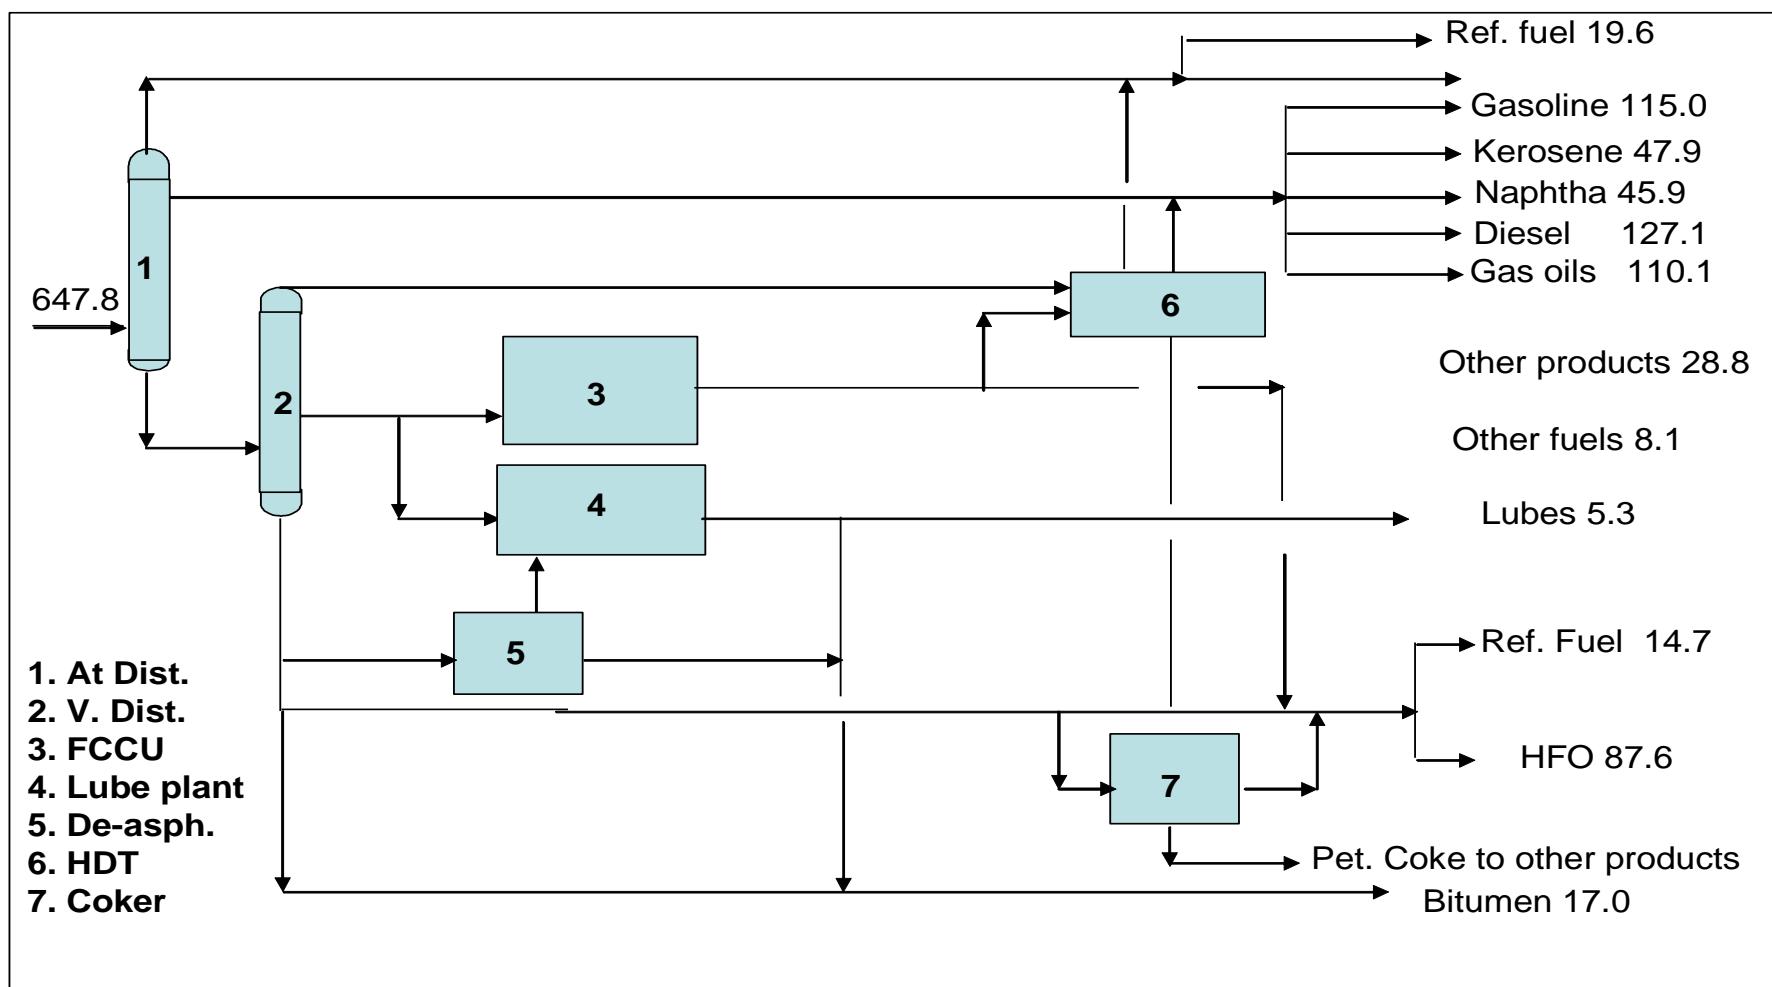 Ref. fuel 19.6
Gasoline 115.0
Kerosene 47.9
Naphtha 45.9
Diesel 127.1
Gas oils 110.1
1
647.8
2
3
6
Other products 28.8
Other fuels 8.1
4
Lubes 5.3
5
Ref. Fuel 14.7
HFO 87.6
7
Pet. Coke to other products
Bitumen 17.0
1. At Dist.
2. V. Dist.
3. FCCU
4. Lube plant
5. De-asph.
6. HDT
7. Coker